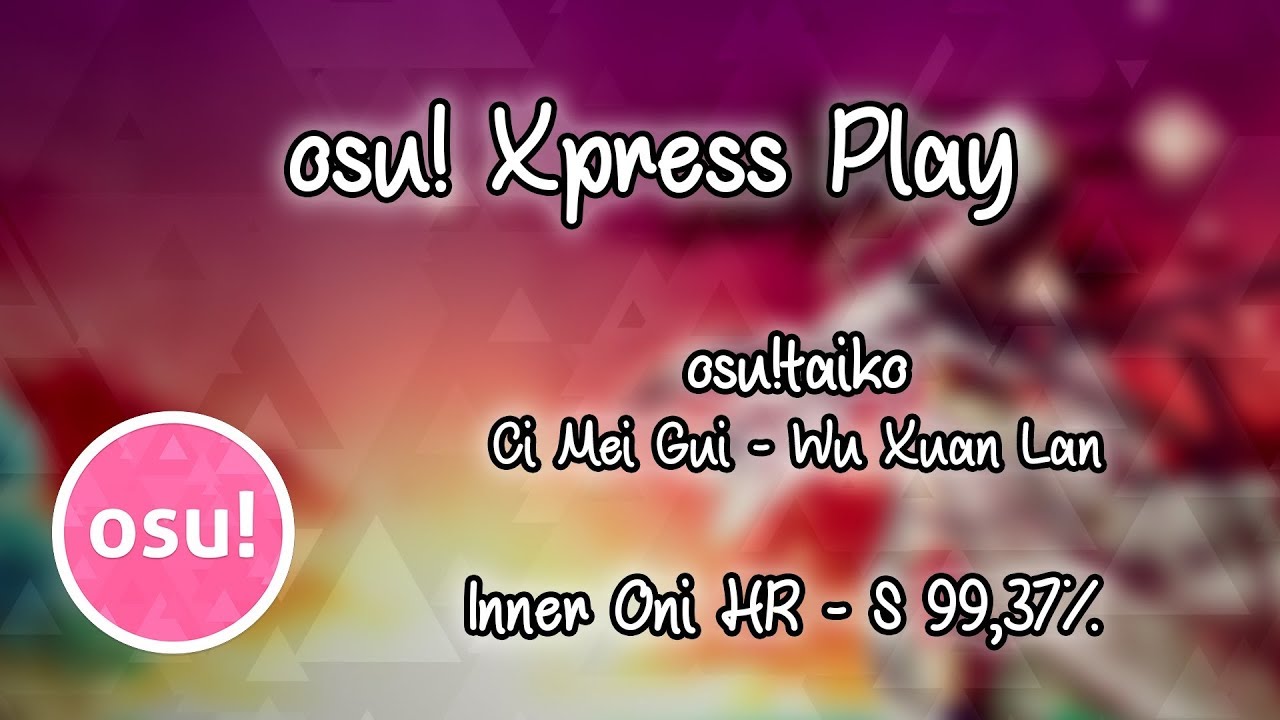 osu! Xpress Play
osu!taiko
Ci Mei Gui - Wu Xuan Lan
osu!
Inner Oni HR - S 99,37%